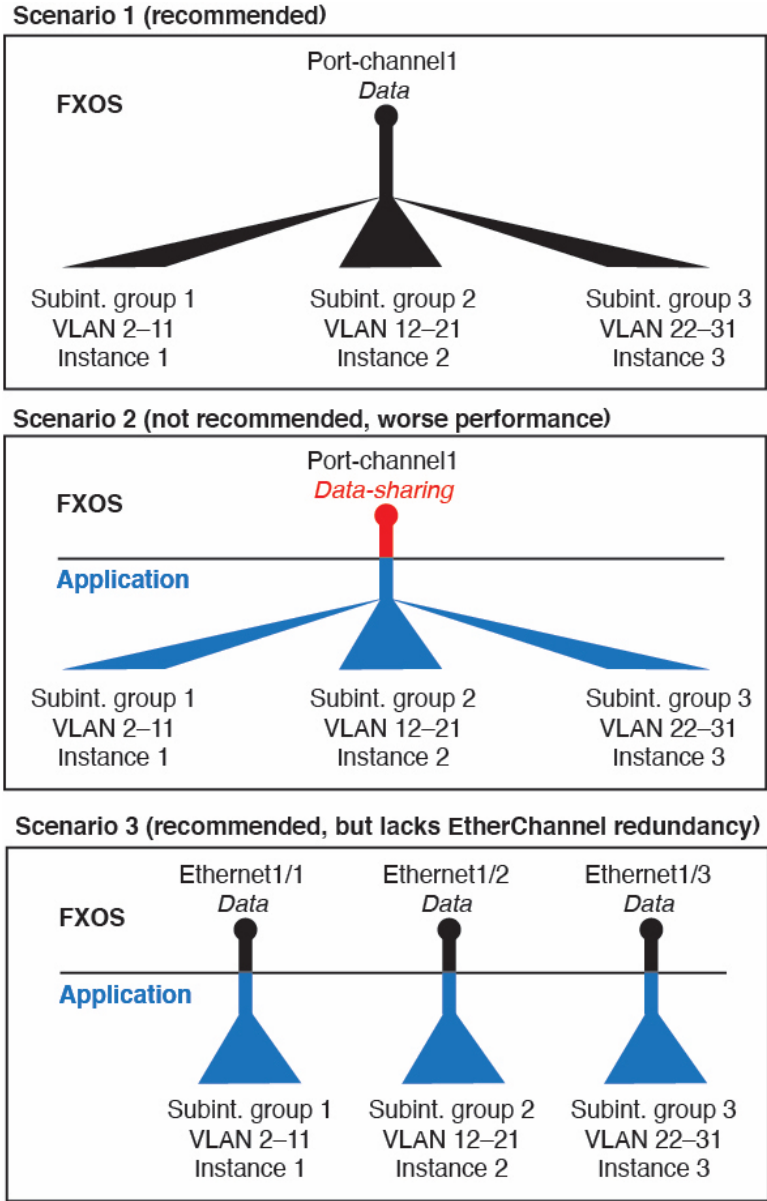 Scenario 1 (recommended)
Port-channel1
Data
FXOS
Subint. group 1
VLAN 2–11
Instance 1
Subint. group 2
VLAN 12–21
Instance 2
Subint. group 3
VLAN 22–31
Instance 3
Scenario 2 (not recommended, worse performance)
Port-channel1
Data-sharing
FXOS
Application
Subint. group 1
VLAN 2–11
Instance 1
Subint. group 2
VLAN 12–21
Instance 2
Subint. group 3
VLAN 22–31
Instance 3
Scenario 3 (recommended, but lacks EtherChannel redundancy)
Ethernet1/1
Data
Ethernet1/2
Data
Ethernet1/3
Data
FXOS
Application
Subint. group 1
VLAN 2–11
Instance 1
Subint. group 2
VLAN 12–21
Instance 2
Subint. group 3
VLAN 22–31
Instance 3